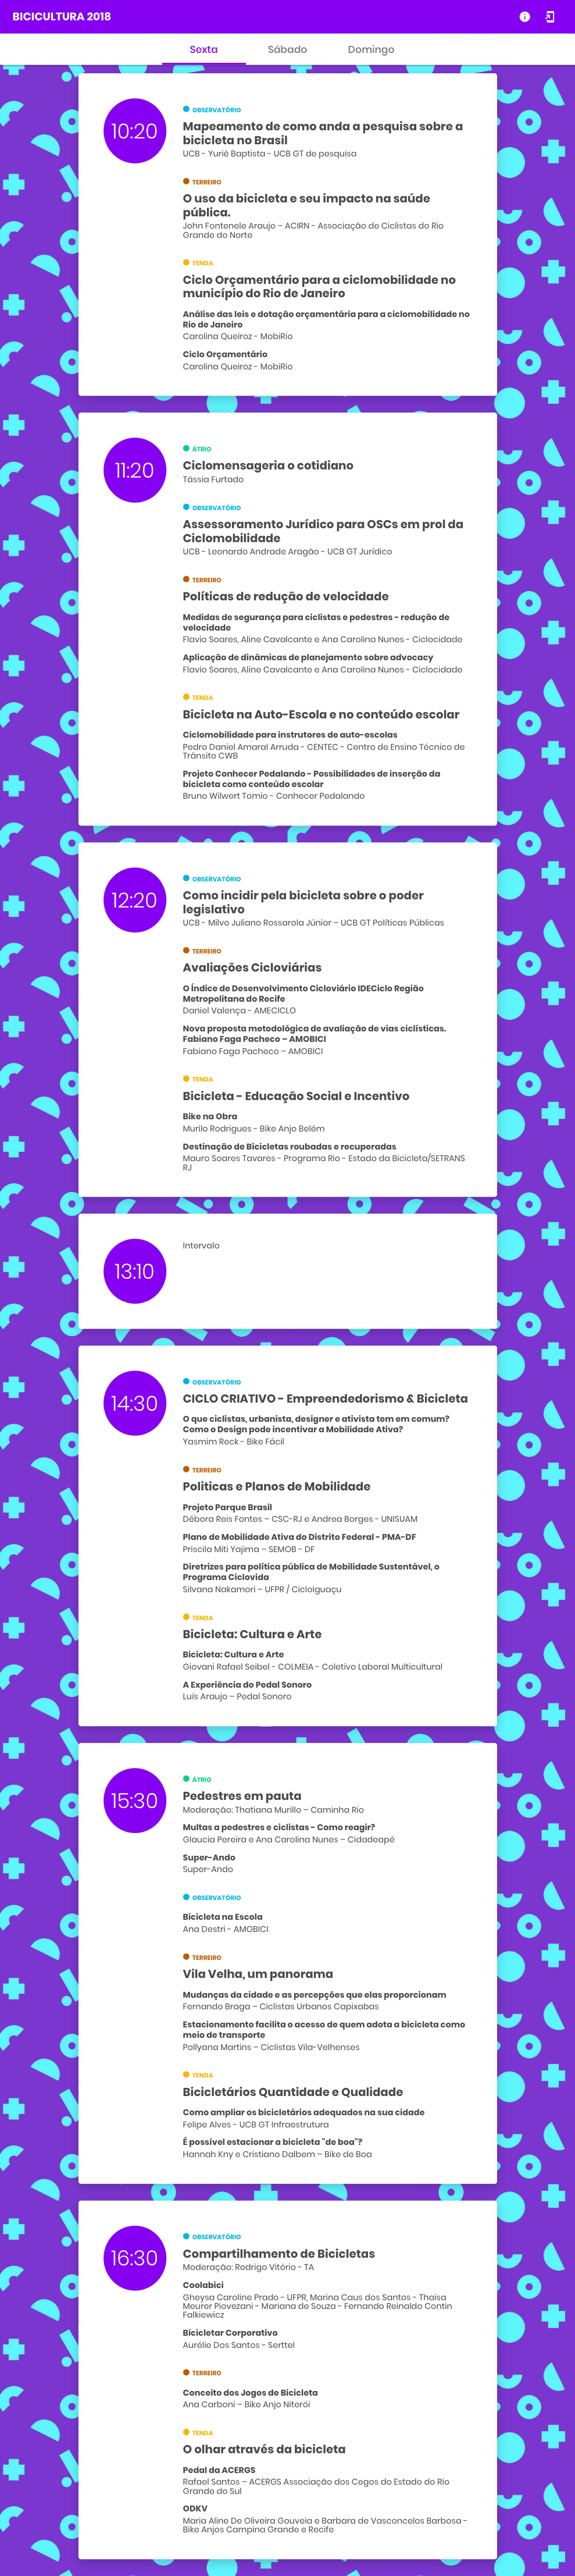 BICICULTURA 2018
Sexta
Sábado
Domingo
10:20
OBSERVATÓRIO
Mapeamento de como anda a pesquisa sobre a
bicicleta no Brasil
UCB - Yuriê Baptista - UCB GT de pesquisa
TERREIRO
O uso da bicicleta e seu impacto na saúde
pública.
John Fontenele Araujo – ACIRN - Associação de Ciclistas do Rio
Grande do Norte
TENDA
Ciclo Orçamentário para a ciclomobilidade no
município do Rio de Janeiro
Análise das leis e dotação orçamentária para a ciclomobilidade no
Rio de Janeiro
Carolina Queiroz - MobiRio
Ciclo Orçamentário
Carolina Queiroz - MobiRio
11:20
ÁTRIO
Ciclomensageria o cotidiano
Tássia Furtado
OBSERVATÓRIO
Assessoramento Jurídico para OSCs em prol da
Ciclomobilidade
UCB - Leonardo Andrade Aragão - UCB GT Jurídico
TERREIRO
Políticas de redução de velocidade
Medidas de segurança para ciclistas e pedestres - redução de
velocidade
Flavio Soares, Aline Cavalcante e Ana Carolina Nunes - Ciclocidade
Aplicação de dinâmicas de planejamento sobre advocacy
Flavio Soares, Aline Cavalcante e Ana Carolina Nunes - Ciclocidade
TENDA
Bicicleta na Auto-Escola e no conteúdo escolar
Ciclomobilidade para instrutores de auto-escolas
Pedro Daniel Amaral Arruda - CENTEC - Centro de Ensino Técnico de
Trânsito CWB
Projeto Conhecer Pedalando - Possibilidades de inserção da
bicicleta como conteúdo escolar
Bruno Wilwert Tomio - Conhecer Pedalando
12:20
OBSERVATÓRIO
Como incidir pela bicicleta sobre o poder
legislativo
UCB - Milvo Juliano Rossarola Júnior – UCB GT Políticas Públicas
TERREIRO
Avaliações Cicloviárias
O Índice de Desenvolvimento Cicloviário IDECiclo Região
Metropolitana do Recife
Daniel Valença - AMECICLO
Nova proposta metodológica de avaliação de vias ciclísticas.
Fabiano Faga Pacheco – AMOBICI
Fabiano Faga Pacheco – AMOBICI
TENDA
Bicicleta - Educação Social e Incentivo
Bike na Obra
Murilo Rodrigues - Bike Anjo Belém
Destinação de Bicicletas roubadas e recuperadas
Mauro Soares Tavares - Programa Rio - Estado da Bicicleta/SETRANS
RJ
13:10
Intervalo
14:30
OBSERVATÓRIO
CICLO CRIATIVO - Empreendedorismo & Bicicleta
O que ciclistas, urbanista, designer e ativista tem em comum?
Como o Design pode incentivar a Mobilidade Ativa?
Yasmim Reck - Bike Fácil
TERREIRO
Politicas e Planos de Mobilidade
Projeto Parque Brasil
Débora Reis Fontes – CSC-RJ e Andrea Borges - UNISUAM
Plano de Mobilidade Ativa do Distrito Federal - PMA-DF
Priscila Miti Yajima – SEMOB - DF
Diretrizes para política pública de Mobilidade Sustentável, o
Programa Ciclovida
Silvana Nakamori – UFPR / CicloIguaçu
TENDA
Bicicleta: Cultura e Arte
Bicicleta: Cultura e Arte
Giovani Rafael Seibel - COLMEIA - Coletivo Laboral Multicultural
A Experiência do Pedal Sonoro
Luís Araujo – Pedal Sonoro
15:30
ÁTRIO
Pedestres em pauta
Moderação: Thatiana Murillo – Caminha Rio
Multas a pedestres e ciclistas - Como reagir?
Glaucia Pereira e Ana Carolina Nunes – Cidadeapé
Super-Ando
Super-Ando
OBSERVATÓRIO
Bicicleta na Escola
Ana Destri - AMOBICI
TERREIRO
Vila Velha, um panorama
Mudanças da cidade e as percepções que elas proporcionam
Fernando Braga – Ciclistas Urbanos Capixabas
Estacionamento facilita o acesso de quem adota a bicicleta como
meio de transporte
Pollyana Martins – Ciclistas Vila-Velhenses
TENDA
Bicicletários Quantidade e Qualidade
Como ampliar os bicicletários adequados na sua cidade
Felipe Alves - UCB GT Infraestrutura
É possível estacionar a bicicleta "de boa"?
Hannah Kny e Cristiano Dalbem – Bike de Boa
16:30
OBSERVATÓRIO
Compartilhamento de Bicicletas
Moderação: Rodrigo Vitório - TA
Coolabici
Gheysa Caroline Prado - UFPR, Marina Caus dos Santos - Thaisa
Meurer Piovezani - Mariana de Souza - Fernando Reinaldo Contin
Falkiewicz
Bicicletar Corporativo
Aurélie Dos Santos - Serttel
TERREIRO
Conceito dos Jogos de Bicicleta
Ana Carboni – Bike Anjo Niterói
TENDA
O olhar através da bicicleta
Pedal da ACERGS
Rafael Santos – ACERGS Associação dos Cegos do Estado do Rio
Grande do Sul
ODKV
Maria Aline De Oliveira Gouveia e Barbara de Vasconcelos Barbosa -
Bike Anjos Campina Grande e Recife